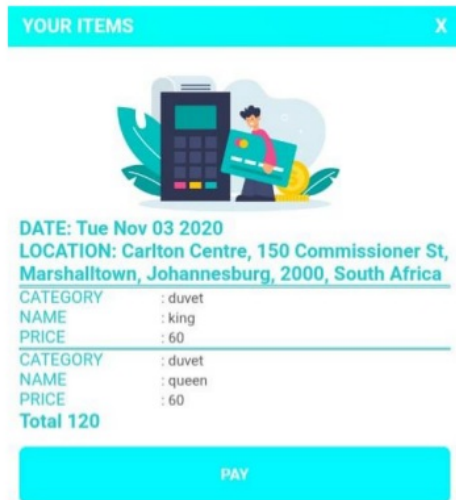 YOUR ITEMS X
DATE: Tue Nov 03 2020
LOCATION: Carlton Centre, 150 Commissioner St,
Marshalltown, Johannesburg, 2000, South Africa
CATEGORY : duvet
NAME : king
PRICE : 60
CATEGORY : duvet
NAME : queen
PRICE : 60
Total 120
PAY